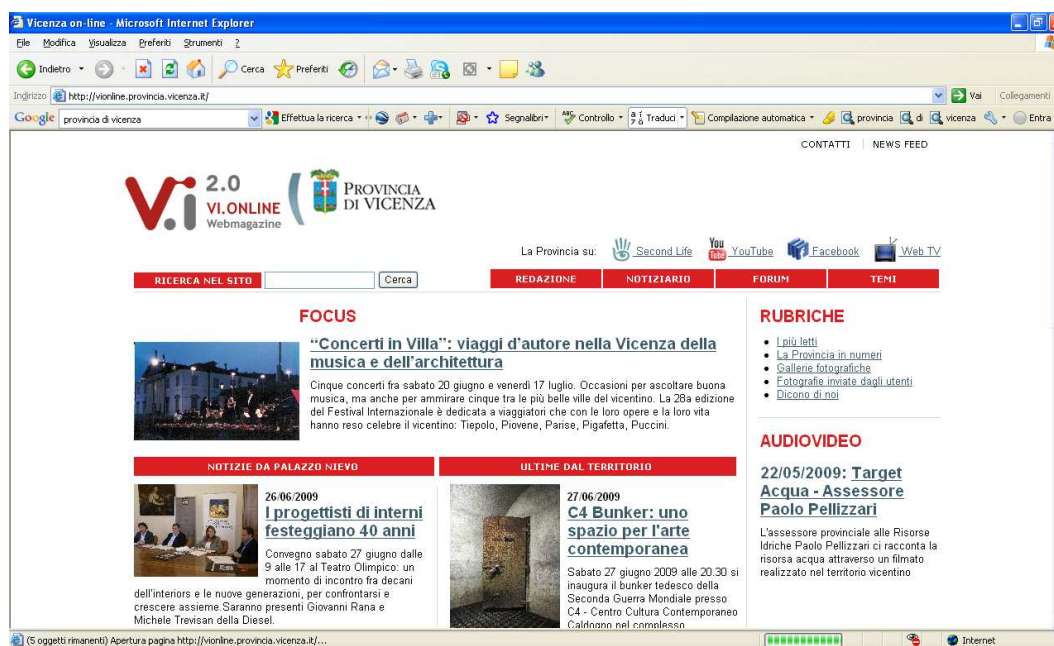 Vicenza on-line - Microsoft Internet Explorer
File Modifica Visualizza Preferiti Strumenti ?
Indietro Cerca Preferiti
Indirizzo http://vionline.provincia.vicenza.it/ Vai Collegamenti
Google provincia di vicenza Effettua la ricerca Segnalibri Controllo Traduci Compilazione automatica provincia di vicenza Entra
CONTATTI | NEWS FEED
V.i 2.0
VI.ONLINE
Webmagazine
PROVINCIA
DI VICENZA
La Provincia su: Second Life YouTube Facebook Web TV
RICERCA NEL SITO Cerca REDAZIONE NOTIZIARIO FORUM TEMI
FOCUS
“Concerti in Villa”: viaggi d'autore nella Vicenza della
musica e dell'architettura
Cinque concerti fra sabato 20 giugno e venerdì 17 luglio. Occasioni per ascoltare buona
musica, ma anche per ammirare cinque tra le più belle ville del vicentino. La 28a edizione
del Festival Internazionale è dedicata a viaggiatori che con le loro opere e la loro vita
hanno reso celebre il vicentino: Tiepolo, Piovene, Parise, Pigafetta, Puccini.
NOTIZIE DA PALAZZO NIEVO
26/06/2009
I progettisti di interni
festeggiano 40 anni
Convegno sabato 27 giugno dalle
9 alle 17 al Teatro Olimpico: un
momento di incontro fra decani
dell'interiors e le nuove generazioni, per confrontarsi e
crescere assieme.Saranno presenti Giovanni Rana e
Michele Trevisan della Diesel.
ULTIME DAL TERRITORIO
27/06/2009
C4 Bunker: uno
spazio per l'arte
contemporanea
Sabato 27 giugno 2009 alle 20.30 si
inaugura il bunker tedesco della
Seconda Guerra Mondiale presso
C4 - Centro Cultura Contemporaneo
Caldogno nel complesso
RUBRICHE
I più letti
La Provincia in numeri
Gallerie fotografiche
Fotografie inviate dagli utenti
Dicono di noi
AUDIOVIDEO
22/05/2009: Target
Acqua - Assessore
Paolo Pellizzari
L'assessore provinciale alle Risorse
Idriche Paolo Pellizzari ci racconta la
risorsa acqua attraverso un filmato
realizzato nel territorio vicentino
(5 oggetti rimanenti) Apertura pagina http://vionline.provincia.vicenza.it/... Internet